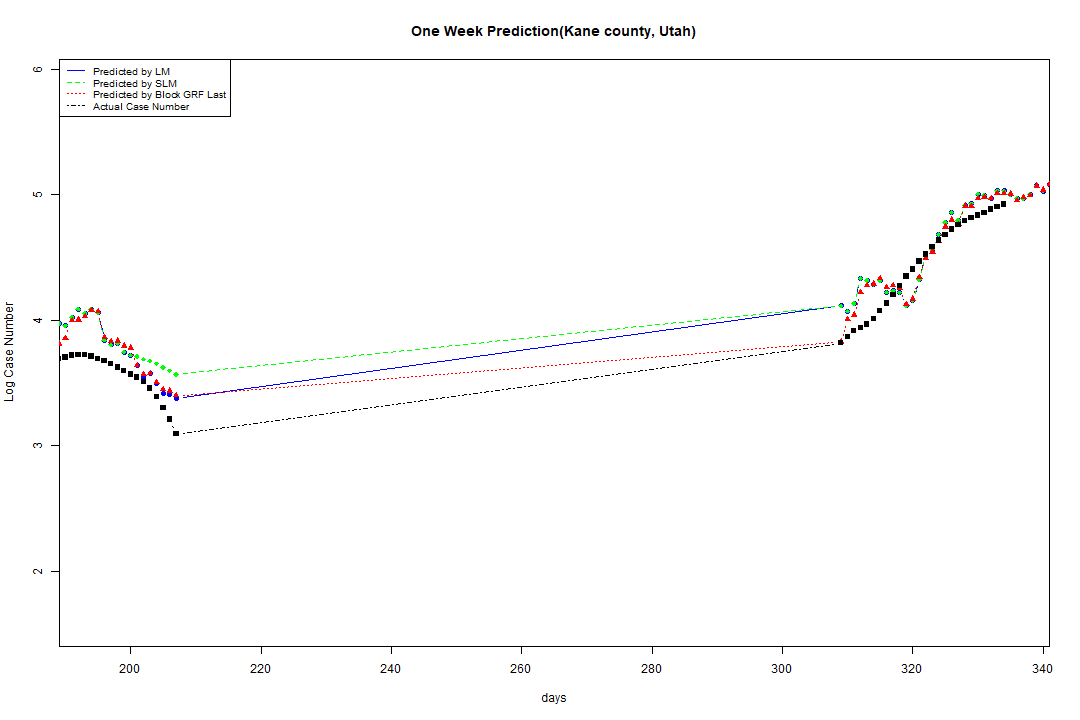 One Week Prediction(Kane county, Utah)
Predicted by LM
Predicted by SLM
Predicted by Block GRF Last
Actual Case Number
6
5
4
3
2
Log Case Number
200 220 240 260 280 300 320 340
days